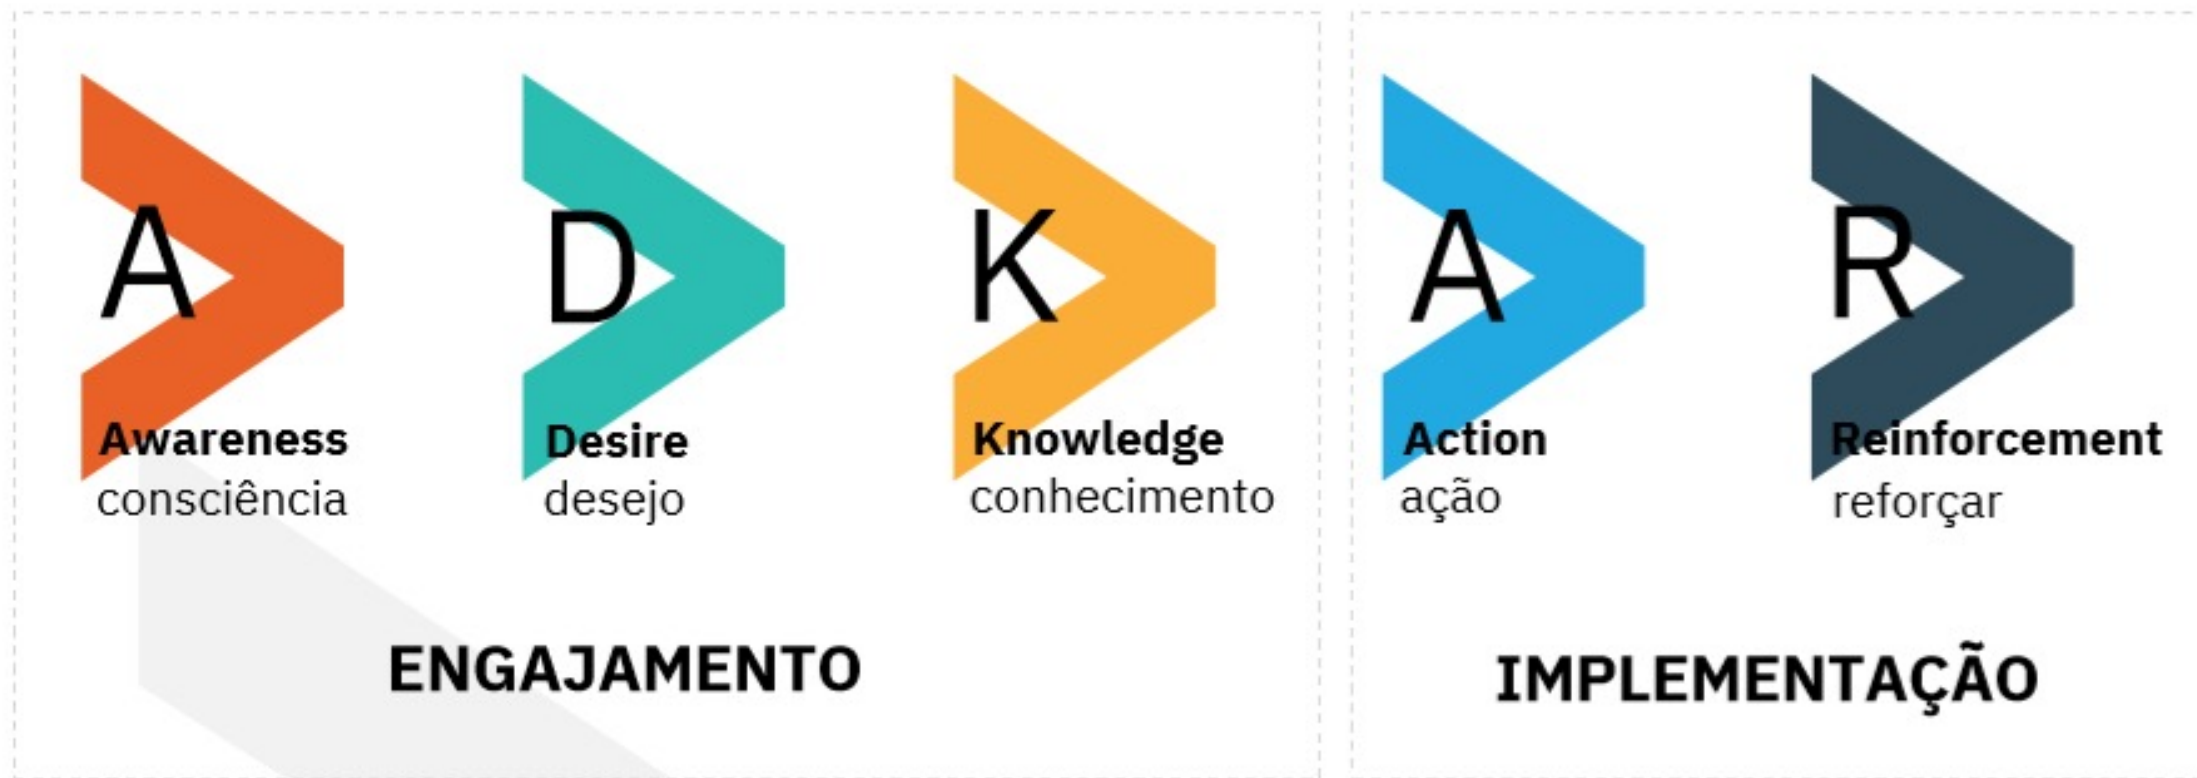 A
Awareness
consciência
D
Desire
desejo
K
Knowledge
conhecimento
ENGAJAMENTO
A
Action
ação
R
Reinforcement
reforçar
IMPLEMENTAÇÃO